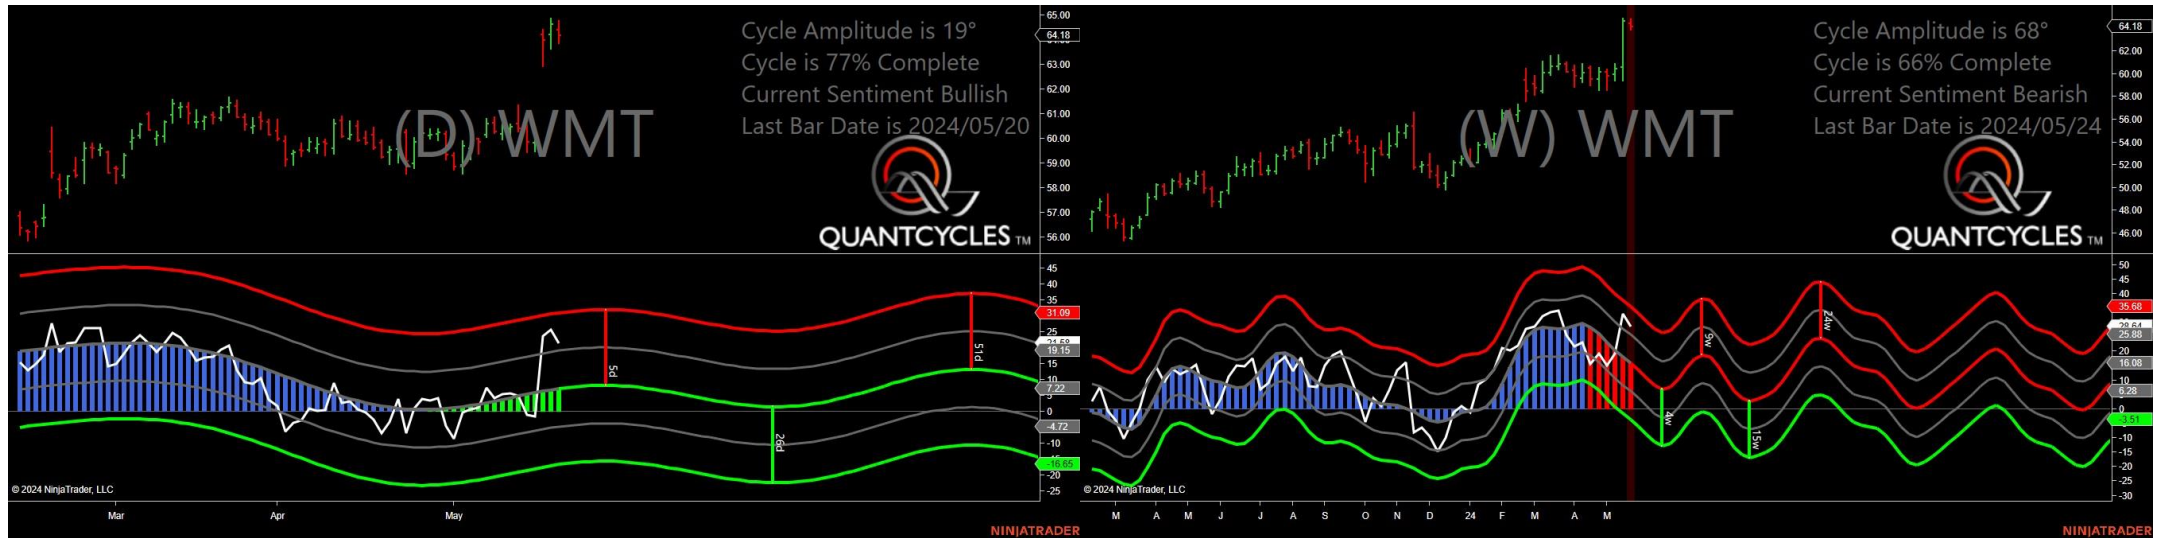 Cycle Amplitude is 19°
Cycle is 77% Complete
Current Sentiment Bullish
Last Bar Date is 2024/05/20
(D) WMT
QUANTCYCLES TM
65.00
64.18
63.00
62.00
61.00
60.00
59.00
58.00
57.00
56.00
45
40
35
31.09
25
19.15
15
10
7.22
5
0
-4.72
-10
-16.65
-20
-25
5d
26d
51d
© 2024 NinjaTrader, LLC
Mar Apr May
NINJATRADER
Cycle Amplitude is 68°
Cycle is 66% Complete
Current Sentiment Bearish
Last Bar Date is 2024/05/24
(W) WMT
QUANTCYCLES TM
64.18
62.00
60.00
58.00
56.00
54.00
52.00
50.00
48.00
46.00
50
45
40
35.68
28.64
25.88
20
16.08
10
6.28
0
-3.51
-10
-15
-20
-25
-30
4w
9w
15w
24w
© 2024 NinjaTrader, LLC
M A M J J A S O N D 24 F M A M
NINJATRADER